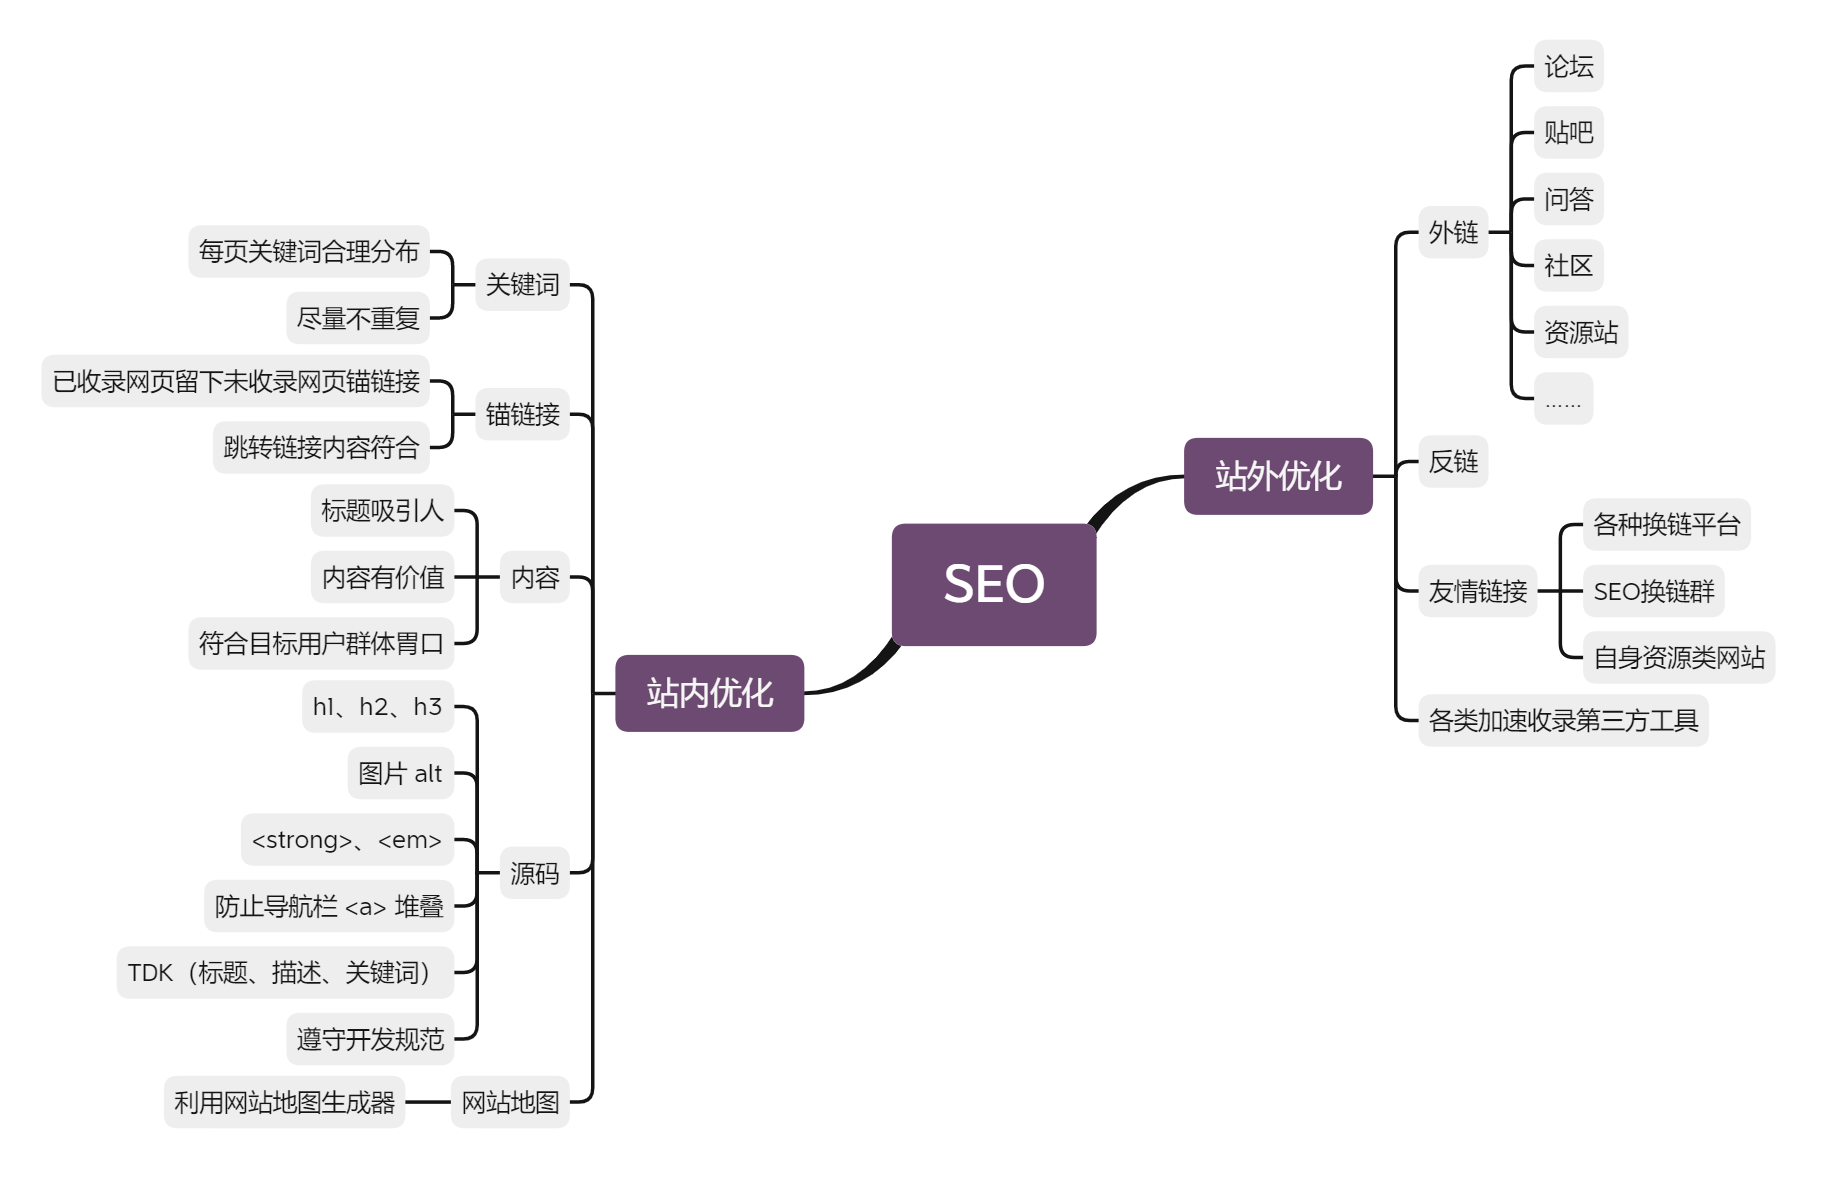 SEO
站外优化
外链
论坛
贴吧
问答
社区
资源站
……
反链
友情链接
各种换链平台
SEO换链群
自身资源类网站
各类加速收录第三方工具
站内优化
关键词
每页关键词合理分布
尽量不重复
锚链接
已收录网页留下未收录网页锚链接
跳转链接内容符合
内容
标题吸引人
内容有价值
符合目标用户群体胃口
源码
h1、h2、h3
图片 alt
<strong>、<em>
防止导航栏 <a> 堆叠
TDK（标题、描述、关键词）
遵守开发规范
网站地图
利用网站地图生成器